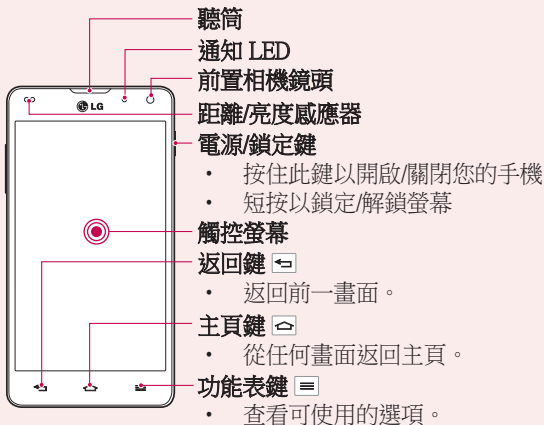 聽筒
通知 LED
前置相機鏡頭
距離/亮度感應器
LG
電源/鎖定鍵
• 按住此鍵以開啟/關閉您的手機
• 短按以鎖定/解鎖螢幕
觸控螢幕
返回鍵
• 返回前一畫面。
主頁鍵
• 從任何畫面返回主頁。
功能表鍵
• 查看可使用的選項。